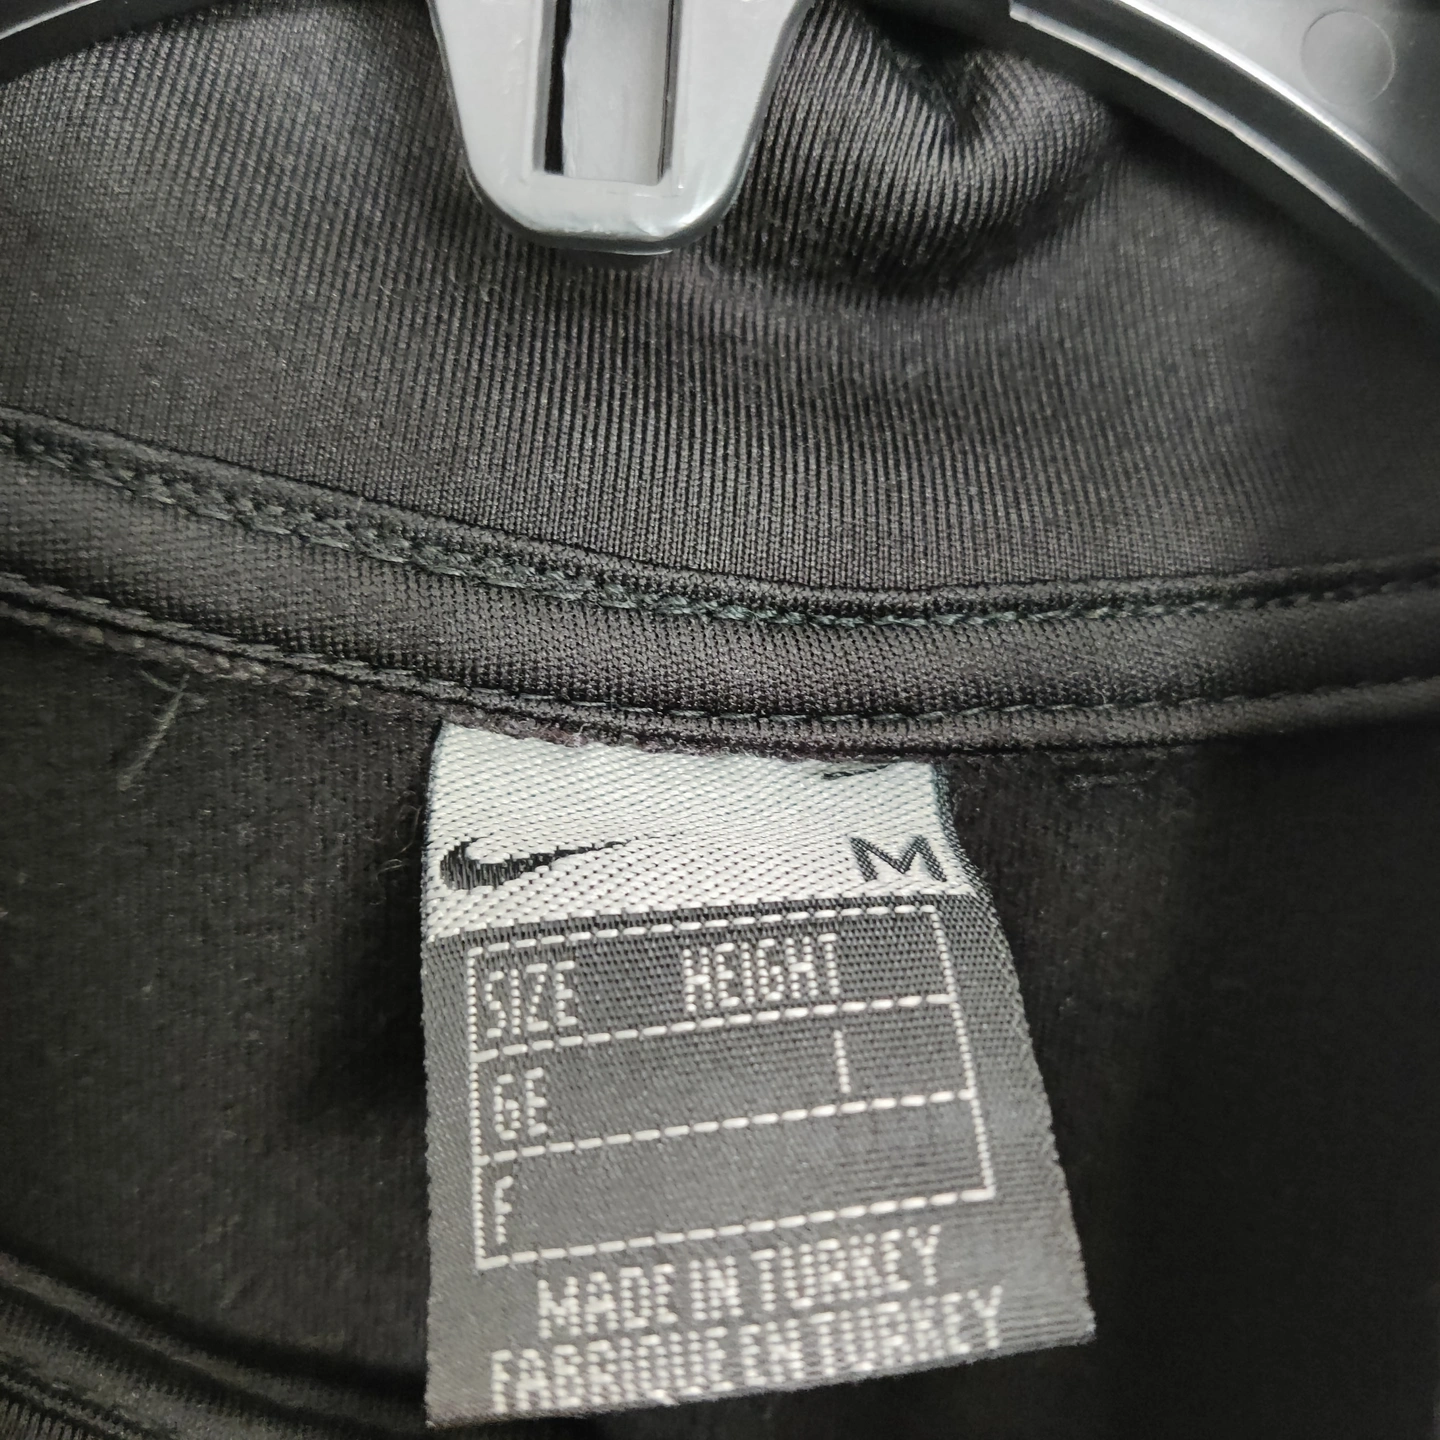 M
SIZE HEIGHT
GE I
F
MADE IN TURKEY
FABRIQUE EN TURKEY